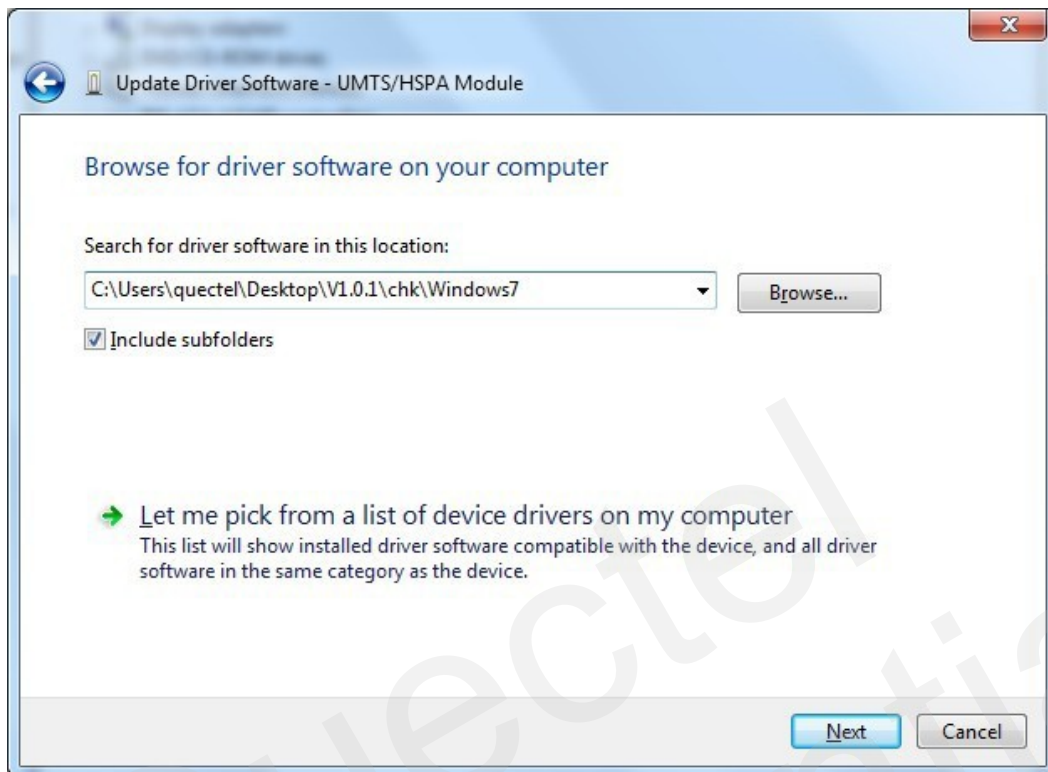 Update Driver Software - UMTS/HSPA Module
Browse for driver software on your computer
Search for driver software in this location:
C:\Users\quectel\Desktop\V1.0.1\chk\Windows7
Browse...
Include subfolders
Let me pick from a list of device drivers on my computer
This list will show installed driver software compatible with the device, and all driver
software in the same category as the device.
Next
Cancel